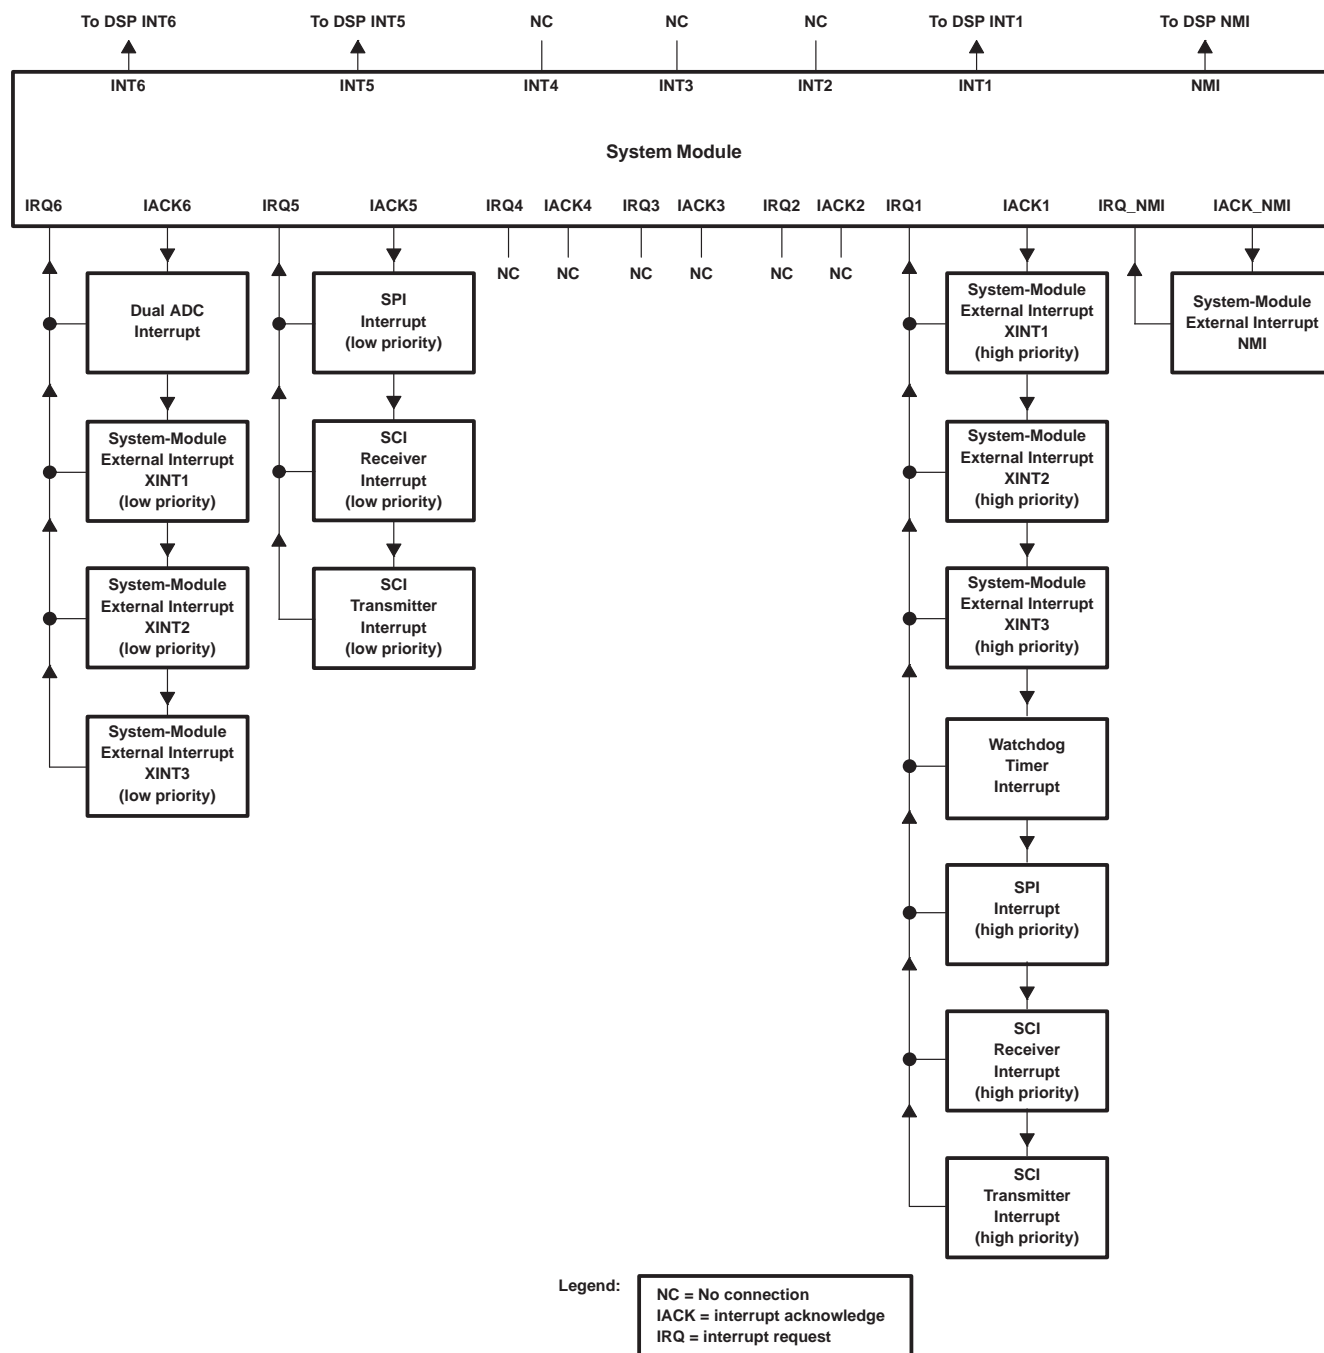 To DSP INT6
To DSP INT5
NC
NC
NC
To DSP INT1
To DSP NMI
INT6
INT5
INT4
INT3
INT2
INT1
NMI
System Module
IRQ6
IACK6
IRQ5
IACK5
IRQ4
IACK4
IRQ3
IACK3
IRQ2
IACK2
IRQ1
IACK1
IRQ_NMI
IACK_NMI
NC
NC
NC
NC
NC
NC
Dual ADC
Interrupt
System-Module
External Interrupt
XINT1
(low priority)
System-Module
External Interrupt
XINT2
(low priority)
System-Module
External Interrupt
XINT3
(low priority)
SPI
Interrupt
(low priority)
SCI
Receiver
Interrupt
(low priority)
SCI
Transmitter
Interrupt
(low priority)
System-Module
External Interrupt
XINT1
(high priority)
System-Module
External Interrupt
XINT2
(high priority)
System-Module
External Interrupt
XINT3
(high priority)
Watchdog
Timer
Interrupt
SPI
Interrupt
(high priority)
SCI
Receiver
Interrupt
(high priority)
SCI
Transmitter
Interrupt
(high priority)
System-Module
External Interrupt
NMI
Legend:
NC = No connection
IACK = interrupt acknowledge
IRQ = interrupt request